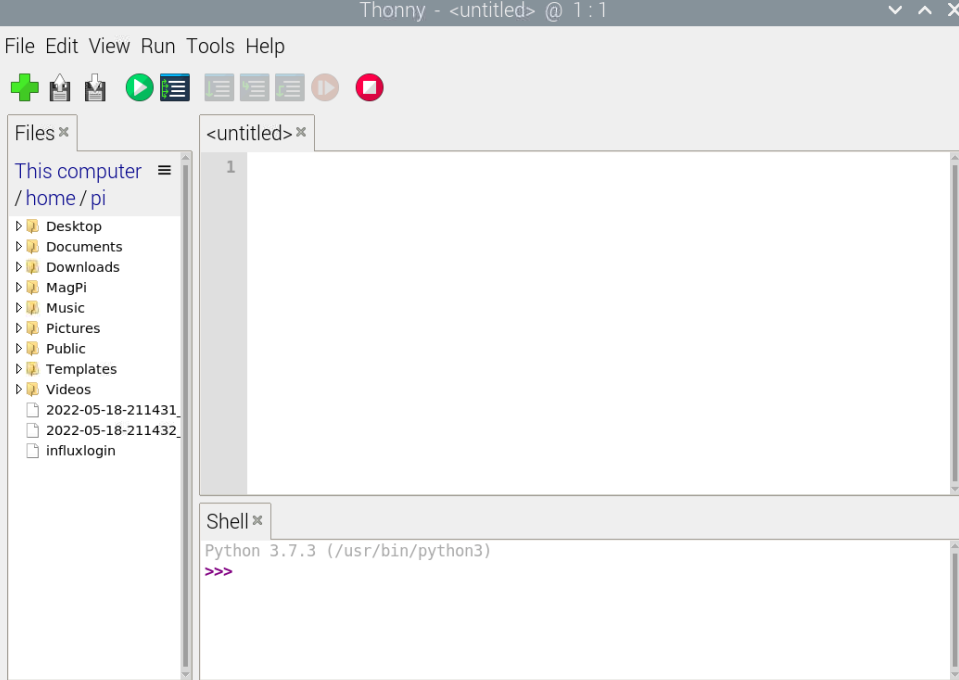 Thonny - <untitled> @ 1 : 1
File Edit View Run Tools Help
Files
This computer
/ home / pi
Desktop
Documents
Downloads
MagPi
Music
Pictures
Public
Templates
Videos
2022-05-18-211431_
2022-05-18-211432_
influxlogin
<untitled>
1
Shell
Python 3.7.3 (/usr/bin/python3)
>>>